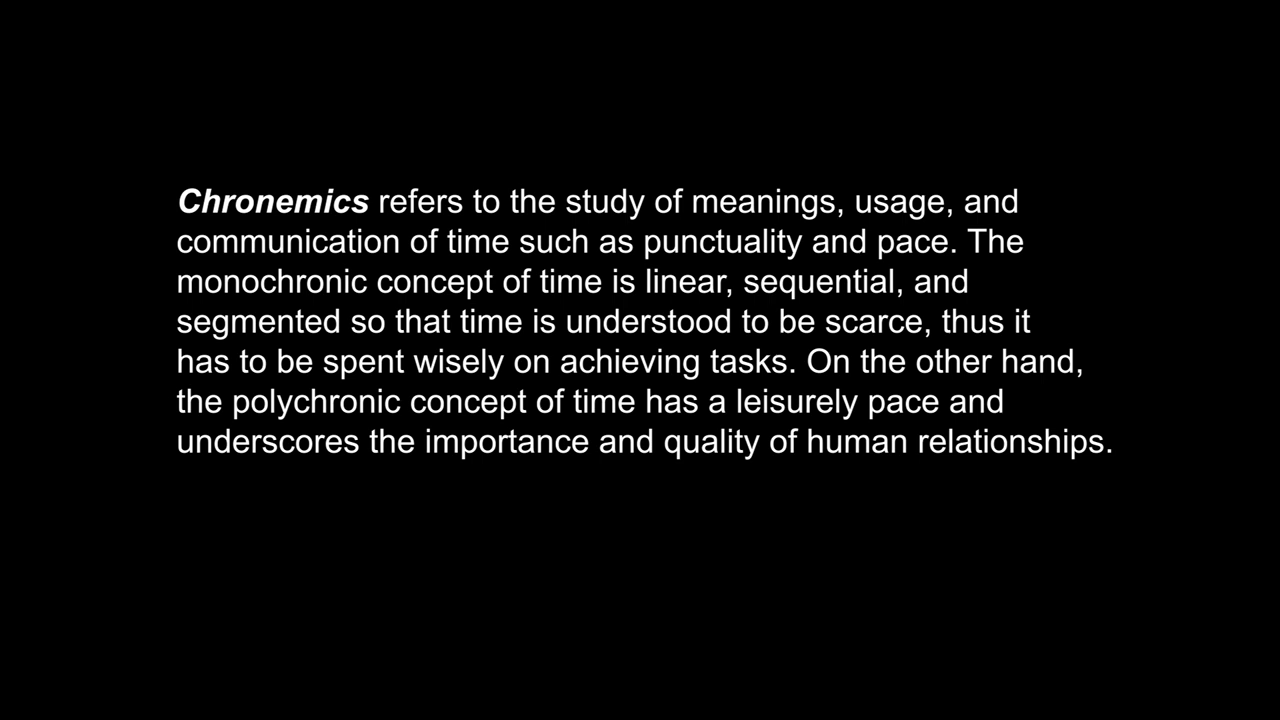 Chronemics refers to the study of meanings, usage, and
communication of time such as punctuality and pace. The
monochronic concept of time is linear, sequential, and
segmented so that time is understood to be scarce, thus it
has to be spent wisely on achieving tasks. On the other hand,
the polychronic concept of time has a leisurely pace and
underscores the importance and quality of human relationships.